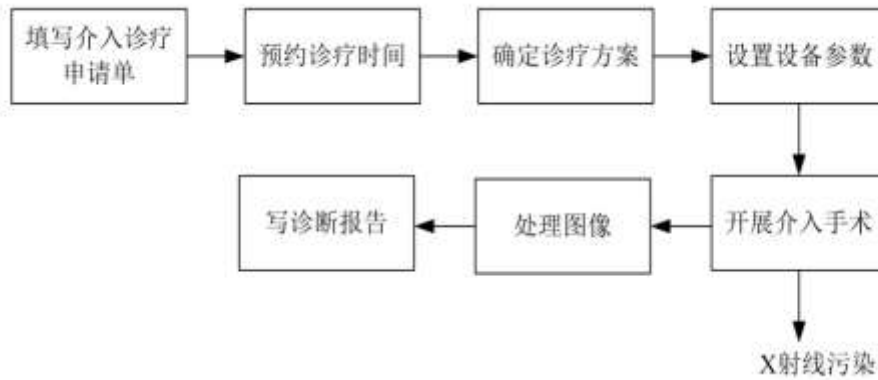 填写介入诊疗
申请单
预约诊疗时间
确定诊疗方案
设置设备参数
开展介入手术
处理图像
写诊断报告
X射线污染